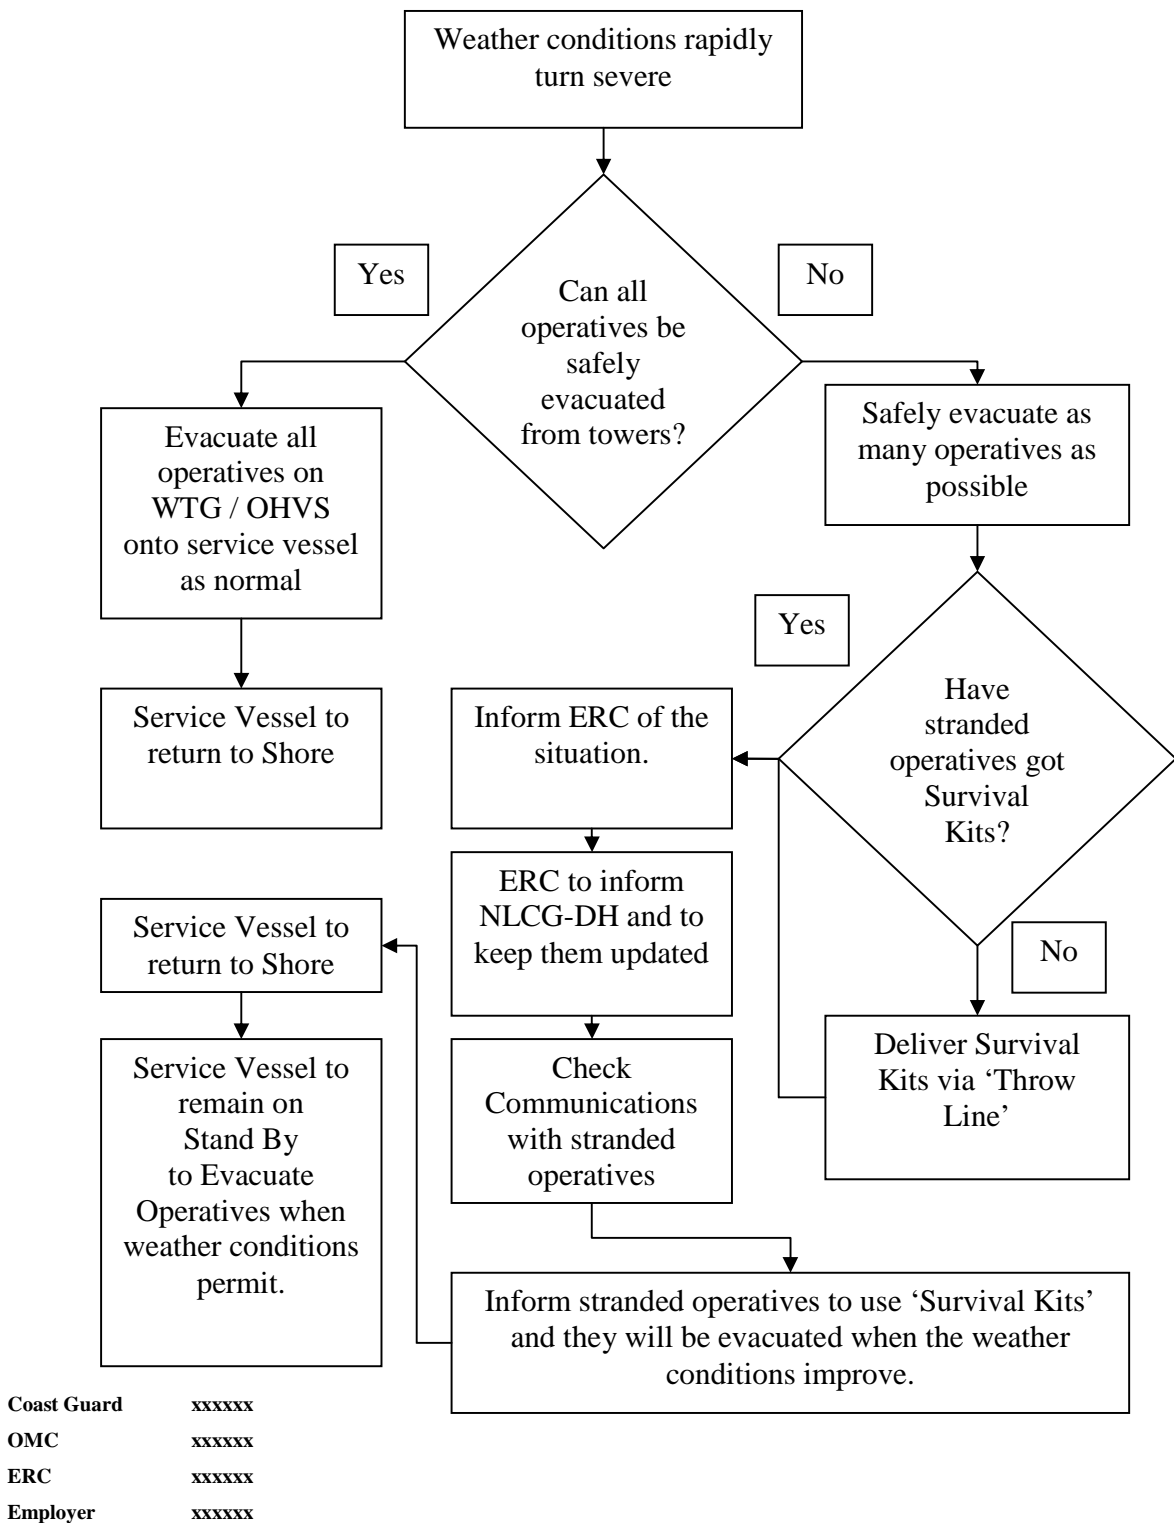 Weather conditions rapidly
turn severe
Yes
No
Can all
operatives be
safely
evacuated
from towers?
Evacuate all
operatives on
WTG / OHVS
onto service vessel
as normal
Safely evacuate as
many operatives as
possible
Yes
Have
stranded
operatives got
Survival
Kits?
Service Vessel to
return to Shore
Inform ERC of the
situation.
ERC to inform
NLCG-DH and to
keep them updated
Service Vessel to
return to Shore
No
Deliver Survival
Kits via ‘Throw
Line’
Service Vessel to
remain on
Stand By
to Evacuate
Operatives when
weather conditions
permit.
Check
Communications
with stranded
operatives
Inform stranded operatives to use ‘Survival Kits’
and they will be evacuated when the weather
conditions improve.
Coast Guard xxxxxx
OMC xxxxxx
ERC xxxxxx
Employer xxxxxx